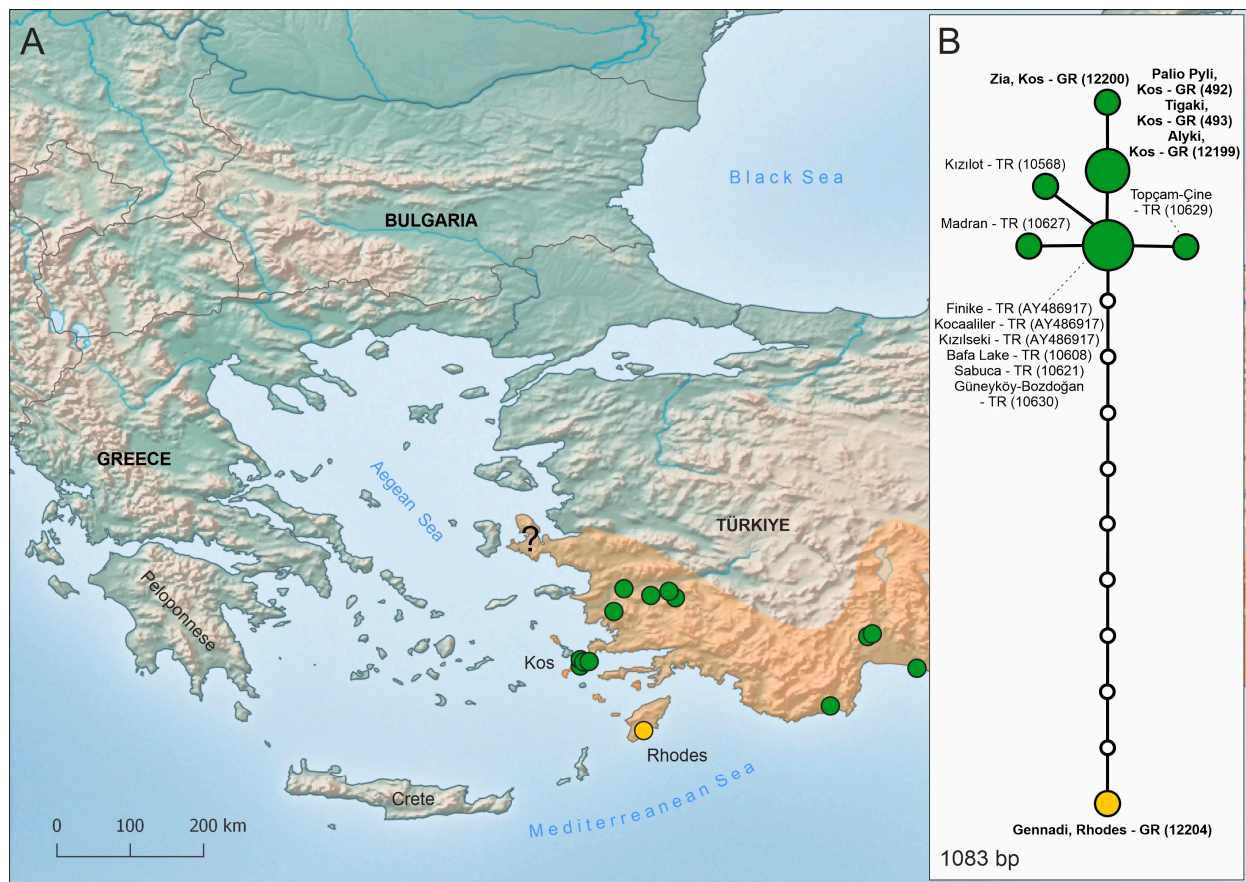 A
BULGARIA
Black Sea
GREECE
Aegean Sea
?
TÜRKIYE
Peloponnese
Kos
Rhodes
Crete
Mediterreanean Sea
0 100 200 km
B
Zia, Kos - GR (12200)
Palio Pyli,
Kos - GR (492)
Tigaki,
Kos - GR (493)
Alyki,
Kos - GR (12199)
Kızılot - TR (10568)
Topçam-Çine
- TR (10629)
Madran - TR (10627)
Finike - TR (AY486917)
Kocaaliler - TR (AY486917)
Kızılseki - TR (AY486917)
Bafa Lake - TR (10608)
Sabuca - TR (10621)
Güneyköy-Bozdoğan
- TR (10630)
Gennadi, Rhodes - GR (12204)
1083 bp